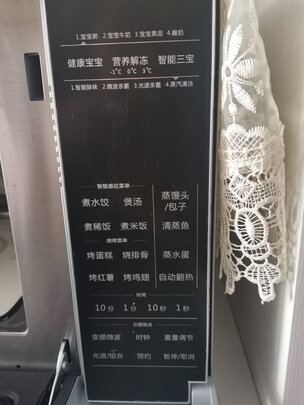 1.宝宝粥 2.宝宝牛奶 3.宝宝果泥 4.酸奶
健康宝宝 营养解冻 智能三宝
-1℃ 0℃ 3℃
1.智能除味 2.微波杀菌 3.光波杀菌 4.蒸汽清洁
智能感应菜单
煮水饺 煲汤 蒸馒头/包子
煮稀饭 煮米饭 清蒸鱼
烧烤菜单
烤蛋糕 烧排骨 蒸水蛋
烤红薯 烤鸡翅 自动翻热
时间
10分 1分 10秒 1秒
功能组合
变频微波 时钟 重量调节
光波/组合 预约 暂停/取消